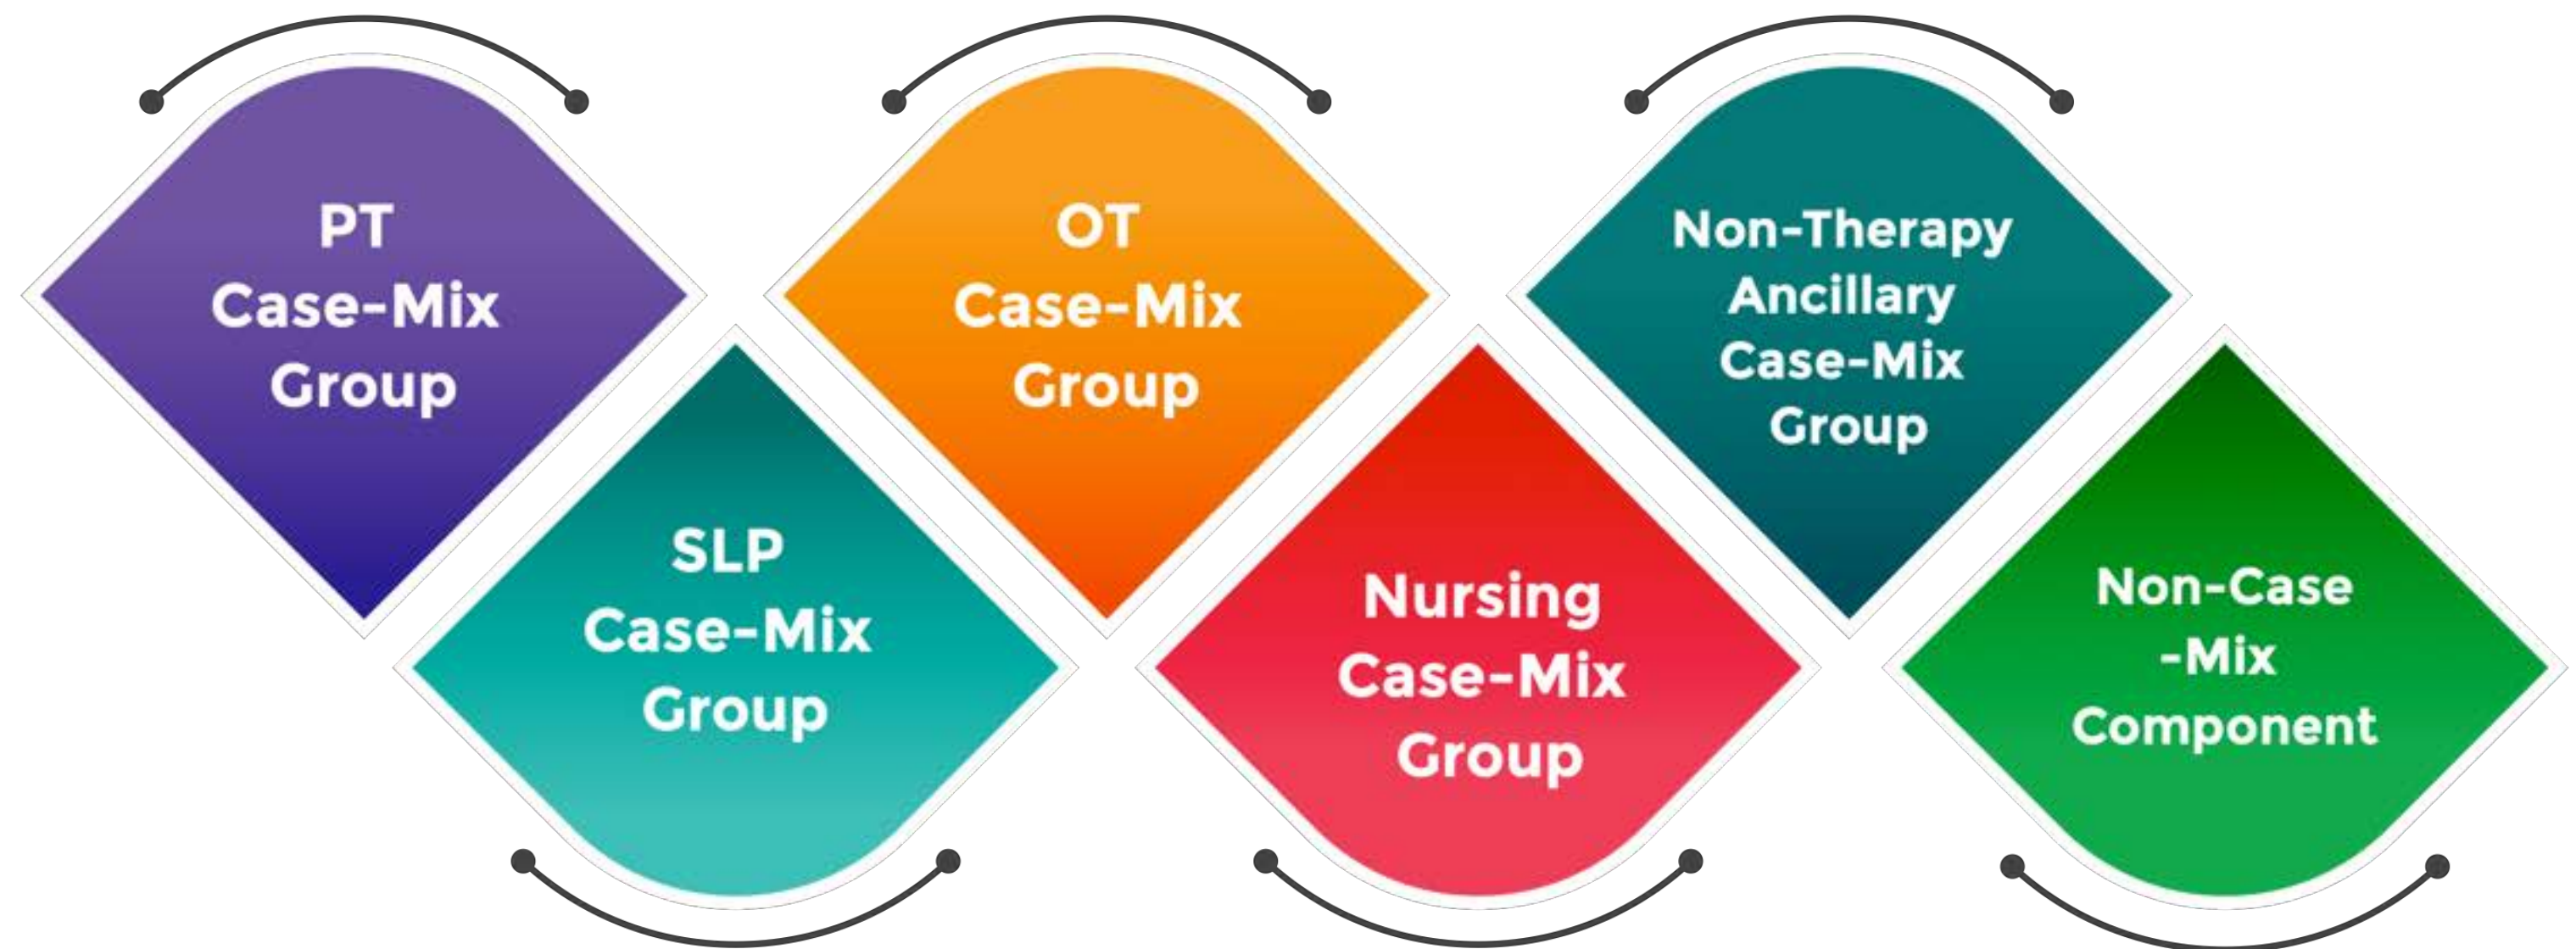 PT
Case-Mix
Group
SLP
Case-Mix
Group
OT
Case-Mix
Group
Nursing
Case-Mix
Group
Non-Therapy
Ancillary
Case-Mix
Group
Non-Case
-Mix
Component